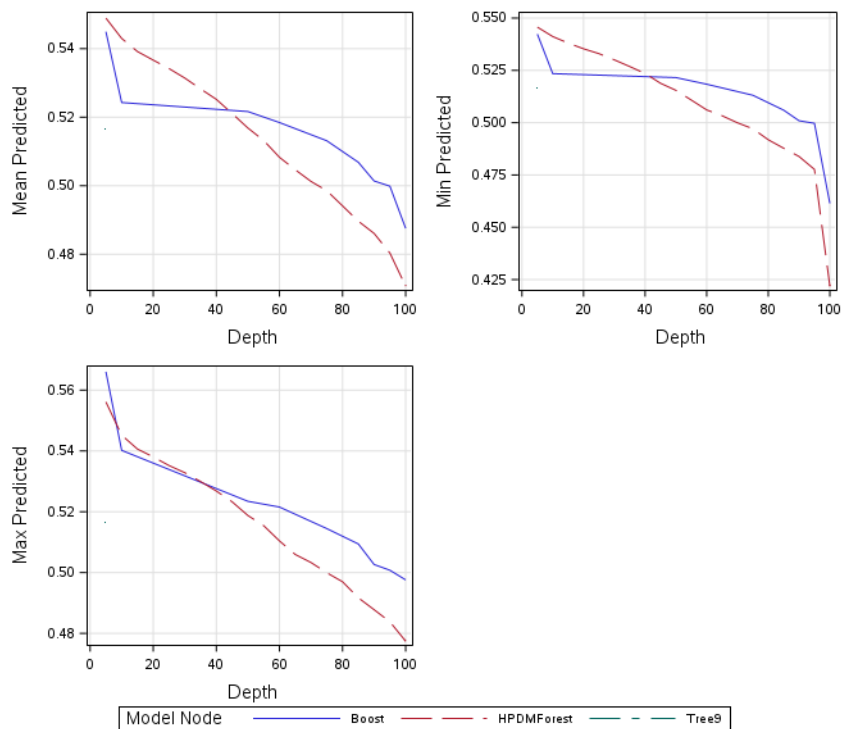 Mean Predicted
0.54
0.52
0.50
0.48
0 20 40 60 80 100
Depth
Min Predicted
0.550
0.525
0.500
0.475
0.450
0.425
0 20 40 60 80 100
Depth
Max Predicted
0.56
0.54
0.52
0.50
0.48
0 20 40 60 80 100
Depth
Model Node Boost HPDMForest Tree9